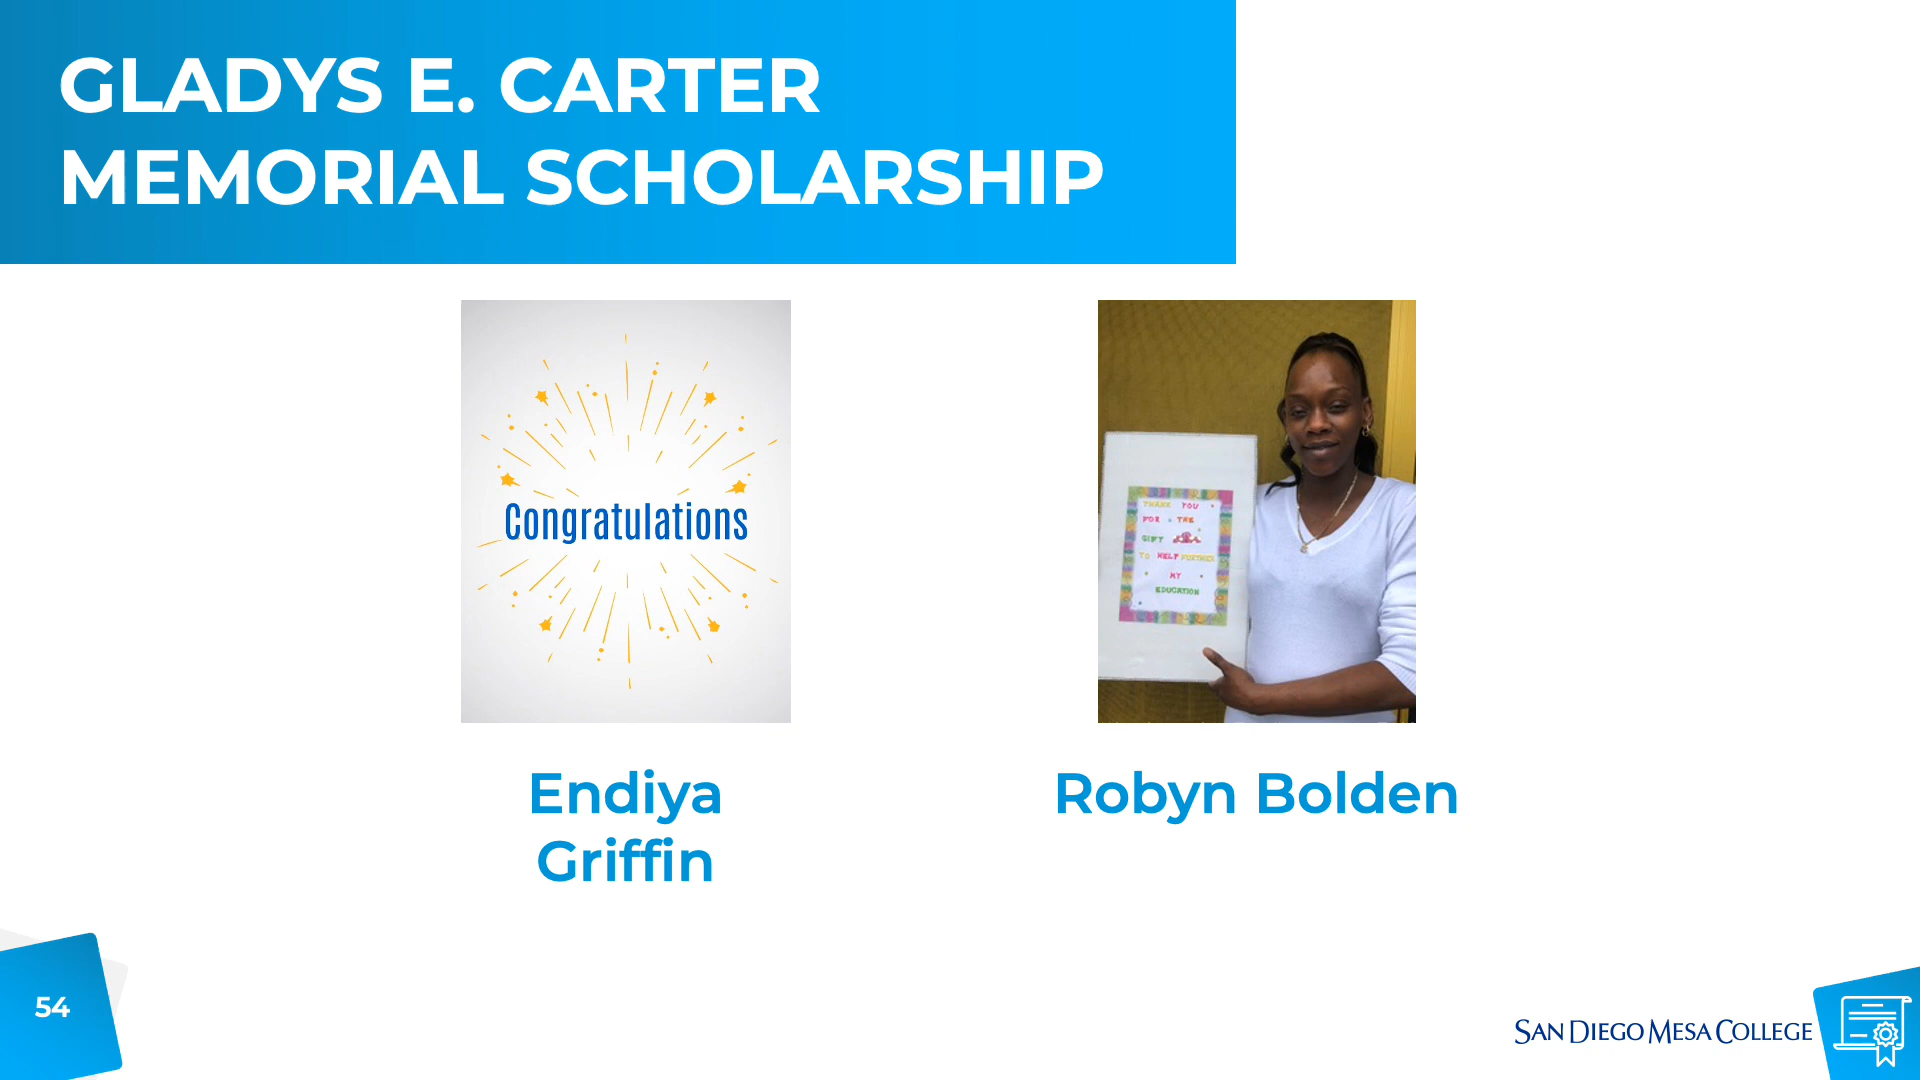 GLADYS E. CARTER
MEMORIAL SCHOLARSHIP
Congratulations
THANK YOU
FOR THE
GIFT
TO HELP FURTHER
MY
EDUCATION
Endiya
Griffin
Robyn Bolden
54
SAN DIEGO MESA COLLEGE